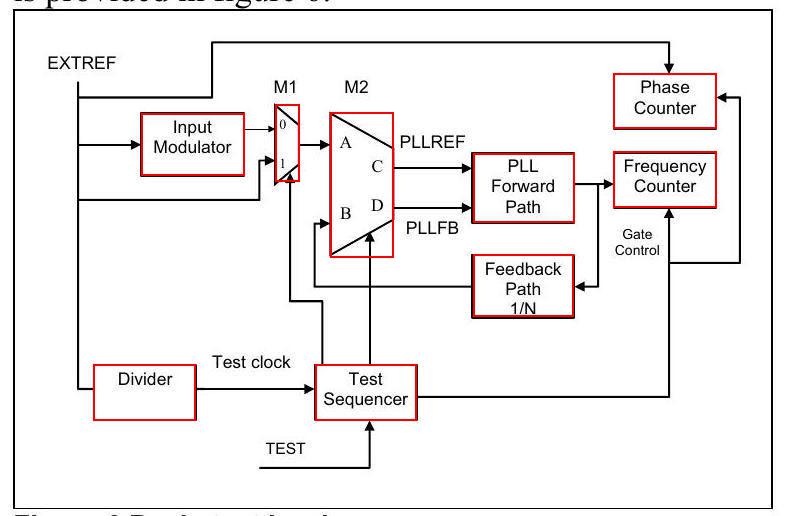 is provided in figure 6.
EXTREF
M1
M2
Phase
Counter
Input
Modulator
0
1
A
B
C
D
PLLREF
PLLFB
PLL
Forward
Path
Frequency
Counter
Gate
Control
Feedback
Path
1/N
Divider
Test clock
Test
Sequencer
TEST